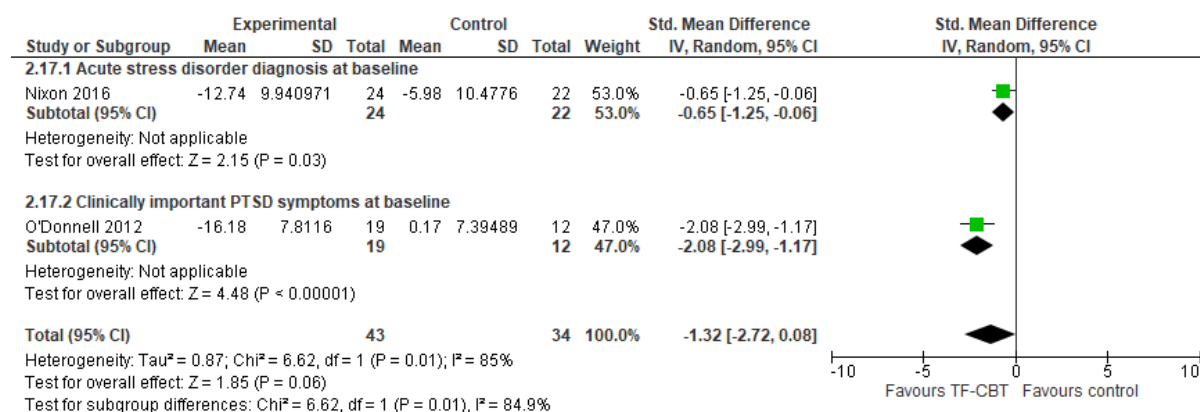 Experimental Control Std. Mean Difference Std. Mean Difference
Study or Subgroup Mean SD Total Mean SD Total Weight IV, Random, 95% CI IV, Random, 95% CI
2.17.1 Acute stress disorder diagnosis at baseline
Nixon 2016 -12.74 9.940971 24 -5.98 10.4776 22 53.0% -0.65 [-1.25, -0.06]
Subtotal (95% CI) 24 22 53.0% -0.65 [-1.25, -0.06]
Heterogeneity: Not applicable
Test for overall effect: Z = 2.15 (P = 0.03)
2.17.2 Clinically important PTSD symptoms at baseline
O'Donnell 2012 -16.18 7.8116 19 0.17 7.39489 12 47.0% -2.08 [-2.99, -1.17]
Subtotal (95% CI) 19 12 47.0% -2.08 [-2.99, -1.17]
Heterogeneity: Not applicable
Test for overall effect: Z = 4.48 (P < 0.00001)
Total (95% CI) 43 34 100.0% -1.32 [-2.72, 0.08]
Heterogeneity: Tau² = 0.87; Chi² = 6.62, df = 1 (P = 0.01); I² = 85%
Test for overall effect: Z = 1.85 (P = 0.06)
Test for subgroup differences: Chi² = 6.62, df = 1 (P = 0.01), I² = 84.9%
-10 -5 0 5 10
Favours TF-CBT Favours control